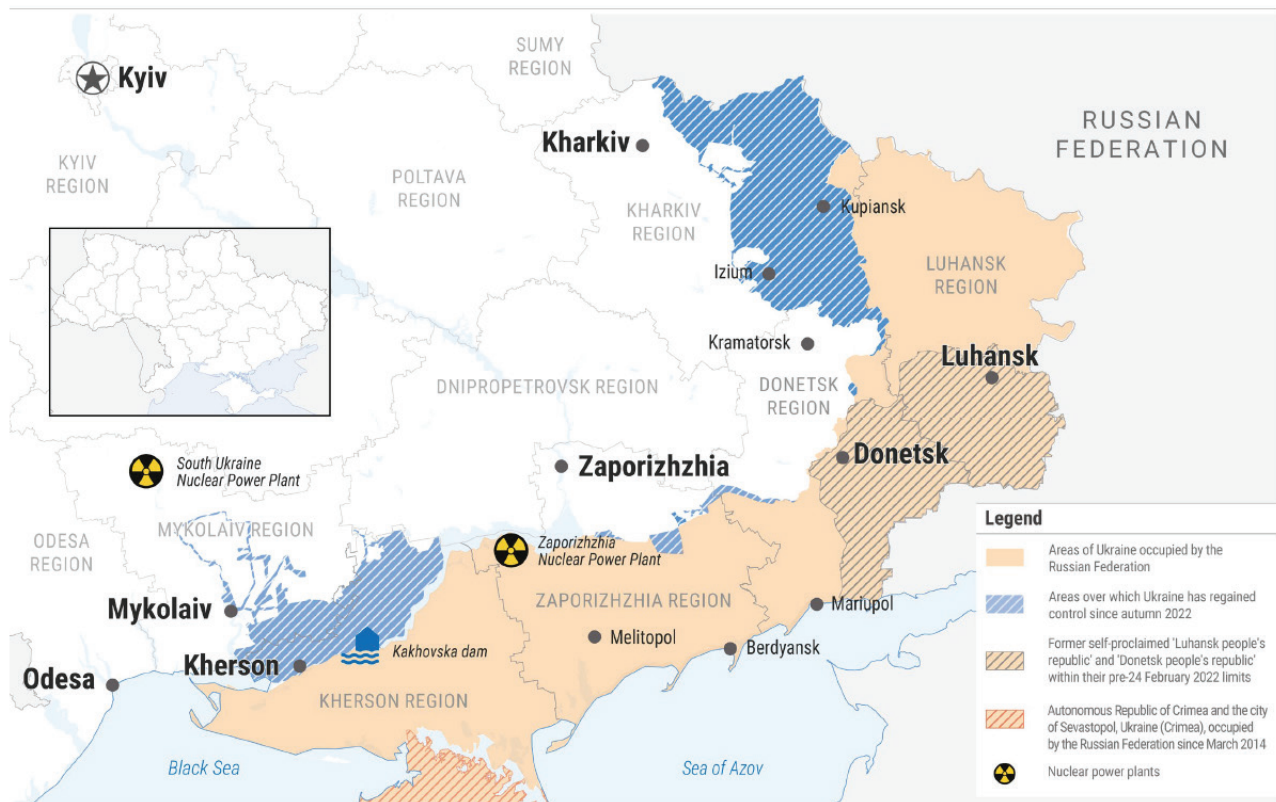 SUMY
REGION
Kyiv
RUSSIAN
FEDERATION
Kharkiv
KYIV
REGION
POLTAVA
REGION
KHARKIV
REGION
Kupiansk
Izium
LUHANSK
REGION
Kramatorsk
Luhansk
DNIPROPETROVSK REGION
DONETSK
REGION
Donetsk
Zaporizhzhia
South Ukraine
Nuclear Power Plant
MYKOLAIV REGION
ODESA
REGION
Zaporizhzhia
Nuclear Power Plant
ZAPORIZHZHIA REGION
Mykolaiv
Mariupol
Melitopol
Berdyansk
Kakhovska dam
Kherson
Odesa
KHERSON REGION
Black Sea
Sea of Azov
Legend
Areas of Ukraine occupied by the
Russian Federation
Areas over which Ukraine has regained
control since autumn 2022
Former self-proclaimed 'Luhansk people's
republic' and 'Donetsk people's republic'
within their pre-24 February 2022 limits
Autonomous Republic of Crimea and the city
of Sevastopol, Ukraine (Crimea), occupied
by the Russian Federation since March 2014
Nuclear power plants